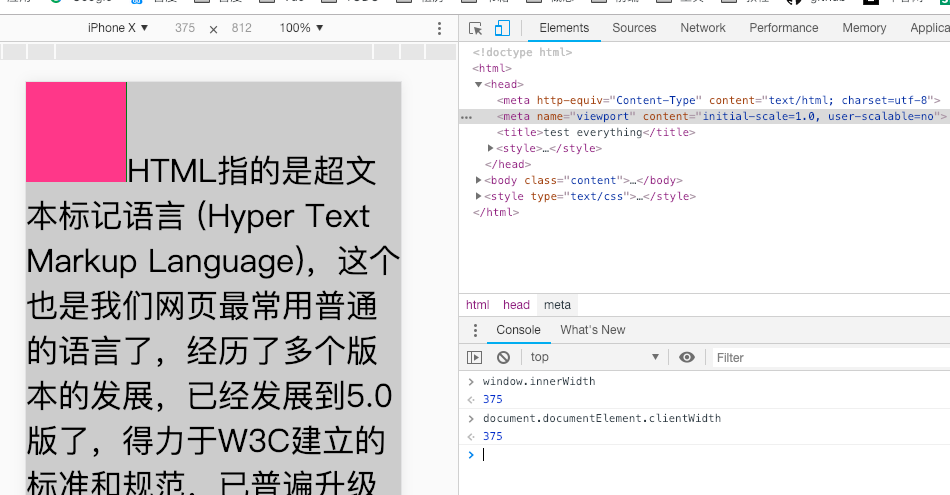 iPhone X ▼ 375 × 812 100% ▼
Elements Sources Network Performance Memory
<!doctype html>
<html>
▼<head>
<meta http-equiv="Content-Type" content="text/html; charset=utf-8">
<meta name="viewport" content="initial-scale=1.0, user-scalable=no">
<title>test everything</title>
▶<style>…</style>
</head>
▶<body class="content">…</body>
▶<style type="text/css">…</style>
</html>
html head meta
Console What's New
top ▼ Filter
> window.innerWidth
375
> document.documentElement.clientWidth
375
>
HTML指的是超文
本标记语言 (Hyper Text
Markup Language)，这个
也是我们网页最常用普通
的语言了，经历了多个版
本的发展，已经发展到5.0
版了，得力于W3C建立的
标准和规范，已普遍升级